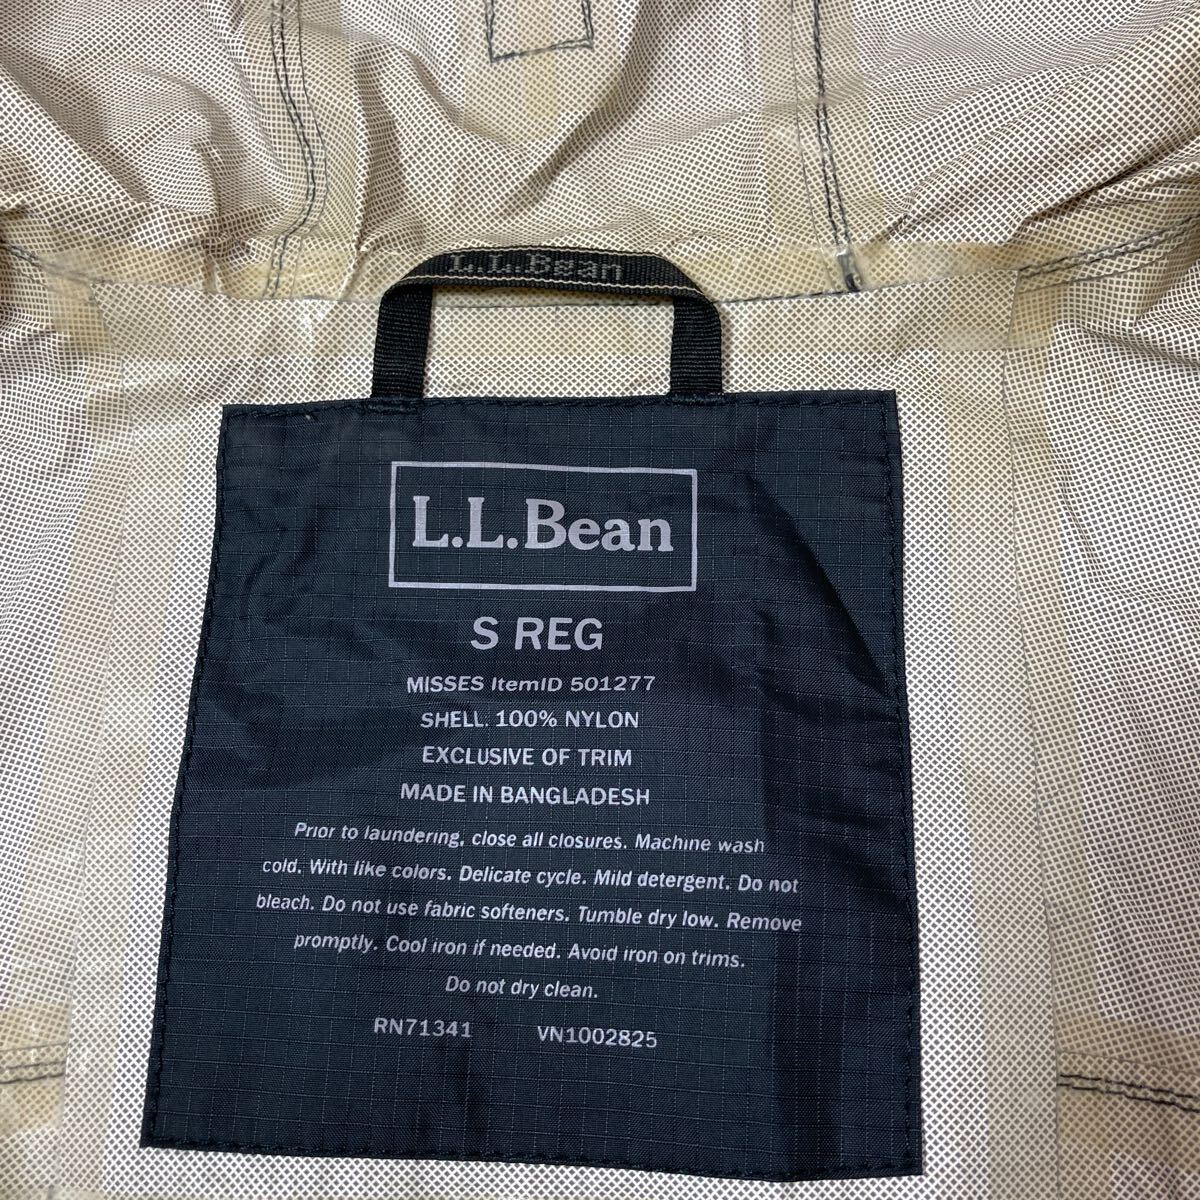 L.L.Bean
L.L.Bean
S REG
MISSES ItemID 501277
SHELL. 100% NYLON
EXCLUSIVE OF TRIM
MADE IN BANGLADESH
Prior to laundering, close all closures. Machine wash
cold. With like colors. Delicate cycle. Mild detergent. Do not
bleach. Do not use fabric softeners. Tumble dry low. Remove
promptly. Cool iron if needed. Avoid iron on trims.
Do not dry clean.
RN71341 VN1002825